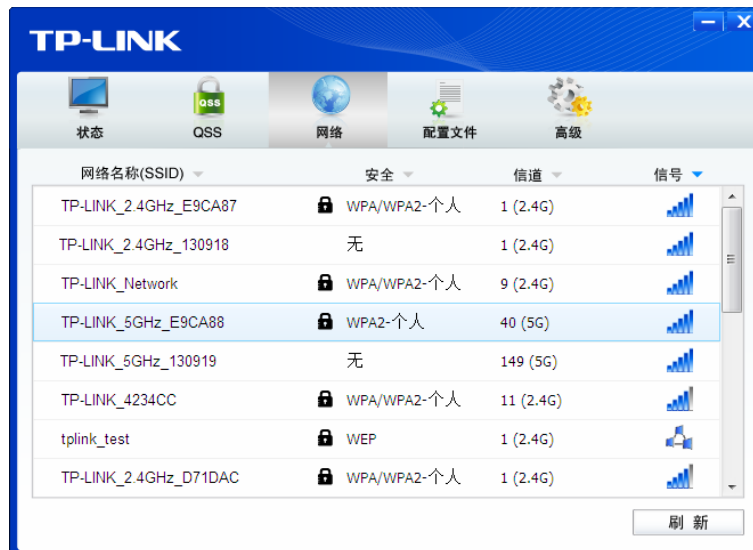 TP-LINK
状态 QSS 网络 配置文件 高级
网络名称(SSID) 安全 信道 信号
TP-LINK_2.4GHz_E9CA87 WPA/WPA2-个人 1 (2.4G)
TP-LINK_2.4GHz_130918 无 1 (2.4G)
TP-LINK_Network WPA/WPA2-个人 9 (2.4G)
TP-LINK_5GHz_E9CA88 WPA2-个人 40 (5G)
TP-LINK_5GHz_130919 无 149 (5G)
TP-LINK_4234CC WPA/WPA2-个人 11 (2.4G)
tplink_test WEP 1 (2.4G)
TP-LINK_2.4GHz_D71DAC WPA/WPA2-个人 1 (2.4G)
刷 新